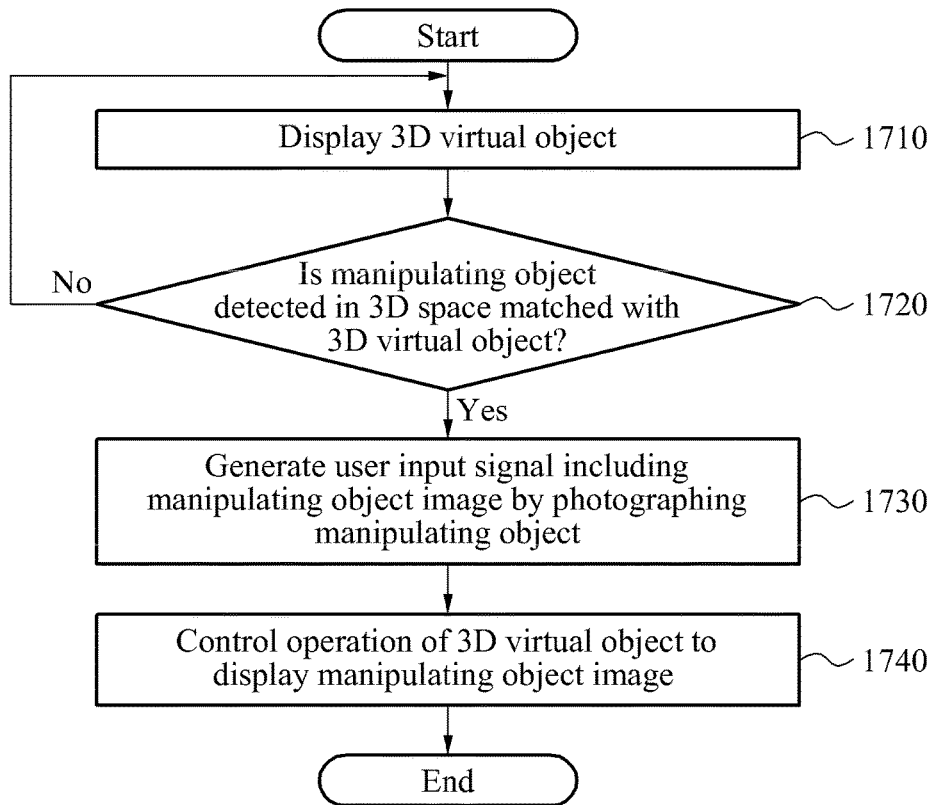 Start
Display 3D virtual object
1710
Is manipulating object
detected in 3D space matched with
3D virtual object?
1720
No
Yes
Generate user input signal including
manipulating object image by photographing
manipulating object
1730
Control operation of 3D virtual object to
display manipulating object image
1740
End